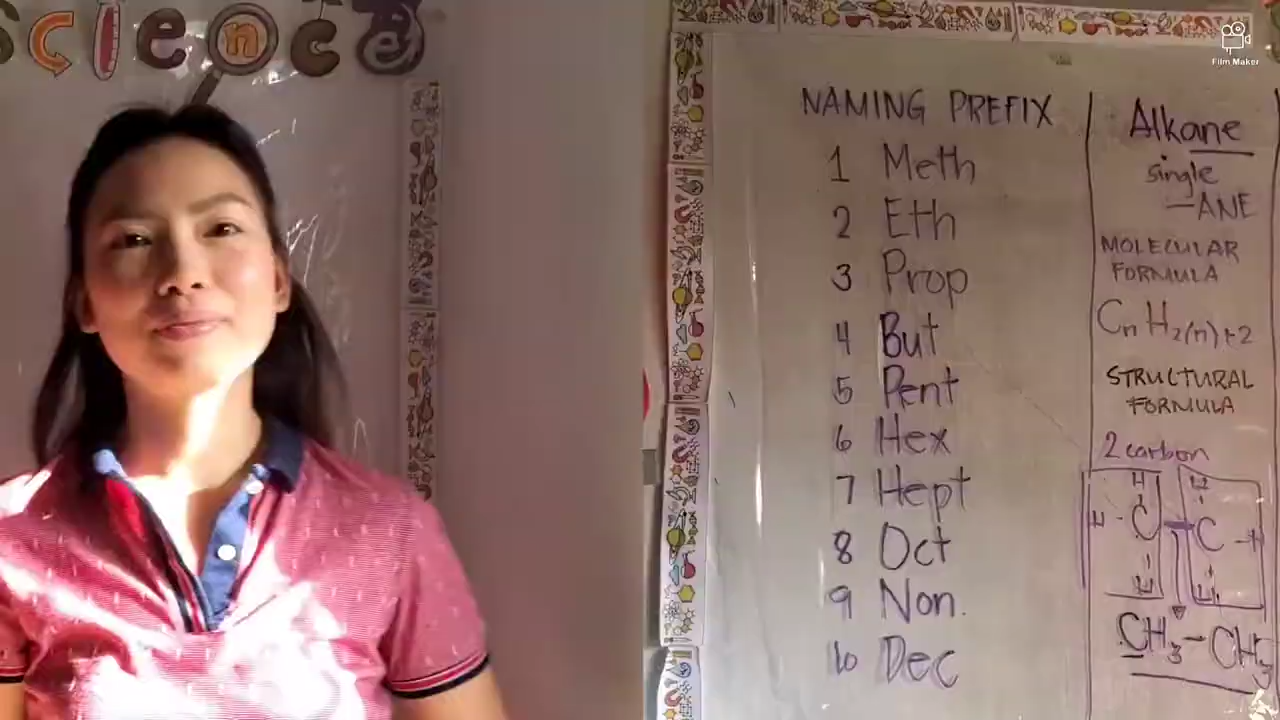 Science
Film Maker
NAMING PREFIX
1 Meth
2 Eth
3 Prop
4 But
5 Pent
6 Hex
7 Hept
8 Oct
9 Non.
10 Dec
Alkane
single
-ANE
MOLECULAR
FORMULA
CnH2(n)+2
STRUCTURAL
FORMULA
2 carbon
H H
H - C - C - H
H H
CH3 - CH3